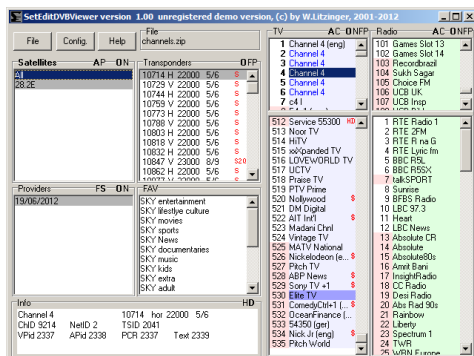 SetEditDVBViewer version 1.00 unregistered demo version, (c) by W.Litzinger, 2001-2012
File
Config.
Help
File
channels.zip
Satellites AP ON
All
28.2E
Transponders OFP
10714 H 22000 5/6 S
10729 V 22000 5/6 S
10744 H 22000 5/6 S
10759 V 22000 5/6 S
10773 H 22000 5/6 S
10788 V 22000 5/6 S
10803 H 22000 5/6 S
10818 V 22000 5/6 S
10832 H 22000 5/6 S
10847 V 23000 8/9 S20
10862 H 22000 5/6 S
10877 V 22000 5/6 S
Providers FS ON
19/06/2012
FAV
SKY entertainment
SKY lifestlye culture
SKY movies
SKY sports
SKY News
SKY documentaries
SKY music
SKY kids
SKY extra
SKY adult
Info HD
Channel 4 10714 hor 22000 5/6
ChID 9214 NetID 2 TSID 2041
VPid 2337 APid 2338 PCR 2337 Text 2339
TV AC ONFP
1 Channel 4 (eng)
2 Channel 4
3 Channel 4
4 Channel 4
5 Channel 4
6 Channel 4
7 c4 l
512 Service 55300 HD
513 Noor TV
514 HiTV
515 xxXpanded TV
516 LOVEWORLD TV
517 UCTV
518 Praise TV
519 PTV Prime
520 Nollywood $
521 DM Digital
522 AIT Int'l $
523 Madani Chnl
524 Vintage TV
525 MATV National
526 Nickelodeon (e... $
527 Pitch TV
528 ABP News $
529 Sony TV +1 $
530 Elite TV
531 ComedyCtrl+1 (... $
532 OceanFinance (...
533 54350 (ger)
534 Nick Jr (eng) $
535 Pitch World
Radio AC ONFP
101 Games Slot 13
102 Games Slot 14
103 Recordbrazil
104 Sukh Sagar
105 Choice FM
106 UCB UK
107 UCB Insp
1 RTE Radio 1
2 RTE 2FM
3 RTE R na G
4 RTE Lyric fm
5 BBC R5L
6 BBC R5SX
7 talkSPORT
8 Sunrise
9 BFBS Radio
10 LBC 97.3
11 Heart
12 LBC News
13 Absolute CR
14 Absolute
15 Absolute80s
16 Amrit Bani
17 InsightRadio
18 CC Radio
19 Desi Radio
20 Abs Rad 90s
21 Rainbow
22 Liberty
23 Spectrum 1
24 TWR
25 WRN Europe